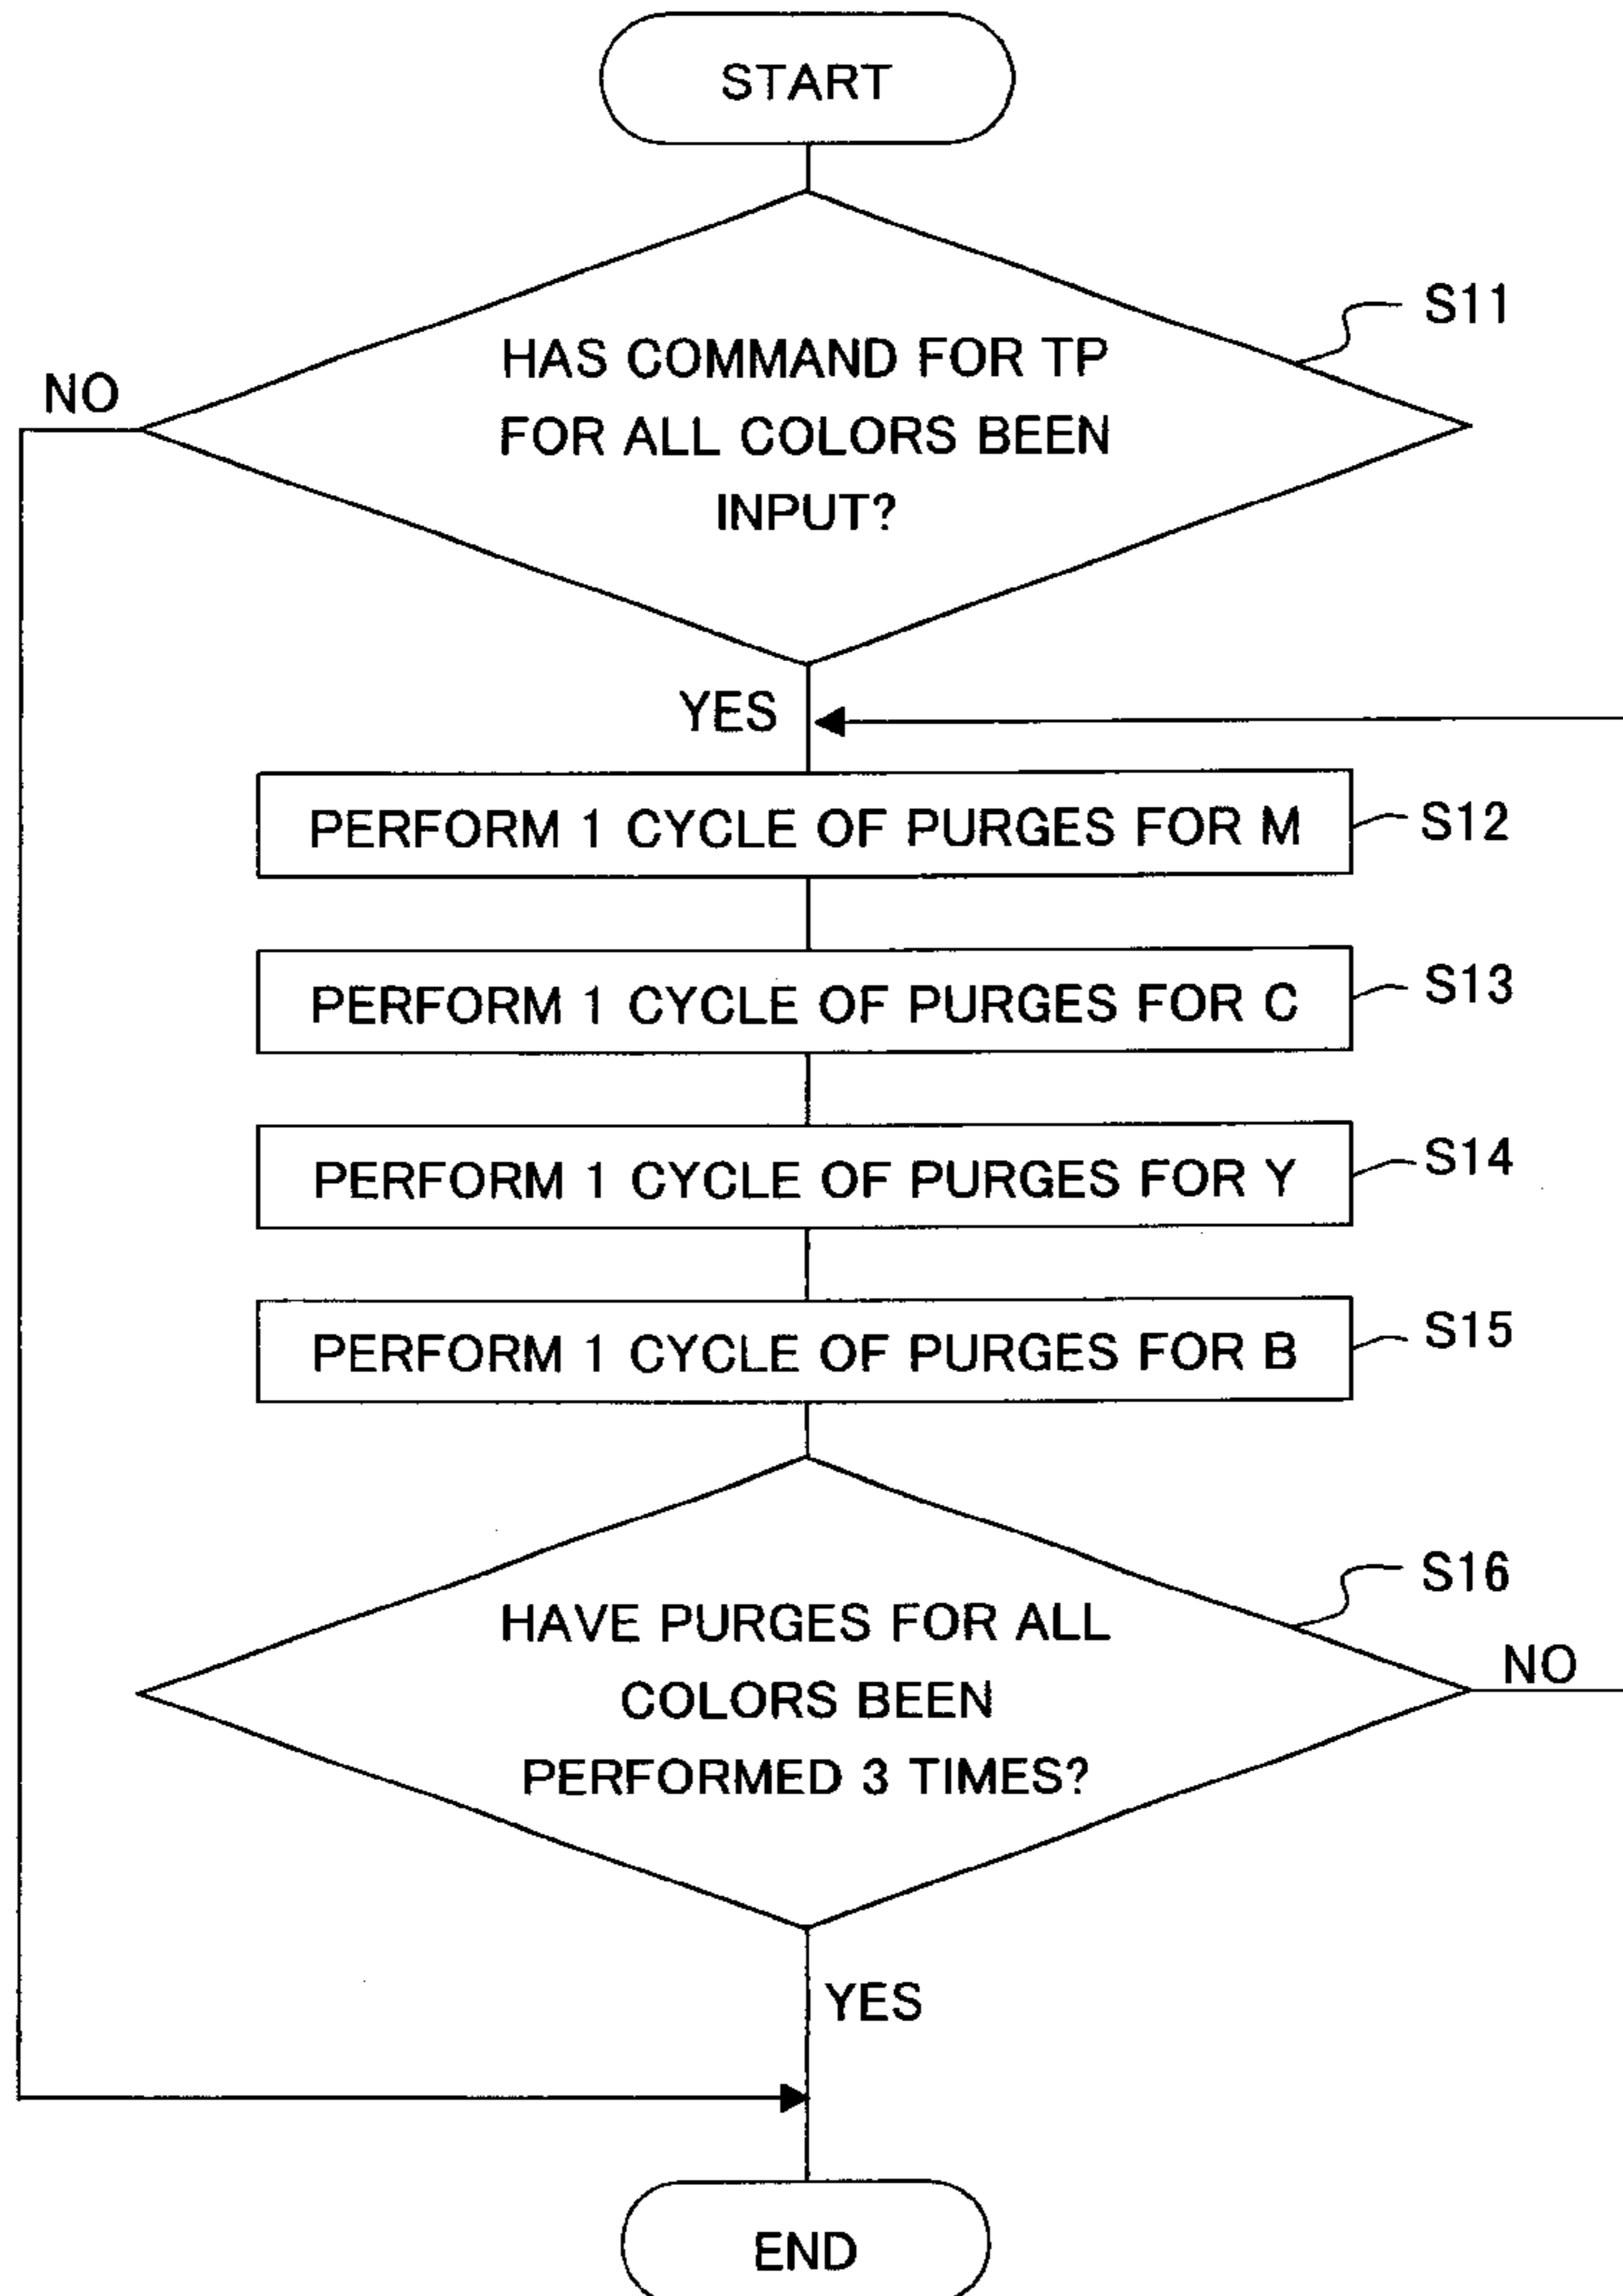 START
S11
HAS COMMAND FOR TP
NO
FOR ALL COLORS BEEN
INPUT?
YES
PERFORM 1 CYCLE OF PURGES FOR M
S12
PERFORM 1 CYCLE OF PURGES FOR C
S13
PERFORM 1 CYCLE OF PURGES FOR Y
S14
PERFORM 1 CYCLE OF PURGES FOR B
S15
S16
HAVE PURGES FOR ALL
NO
COLORS BEEN
PERFORMED 3 TIMES?
YES
END